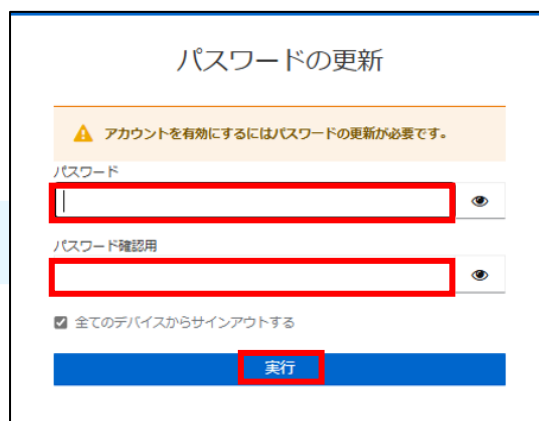 パスワードの更新
アカウントを有効にするにはパスワードの更新が必要です。
パスワード
パスワード確認用
全てのデバイスからサインアウトする
実行